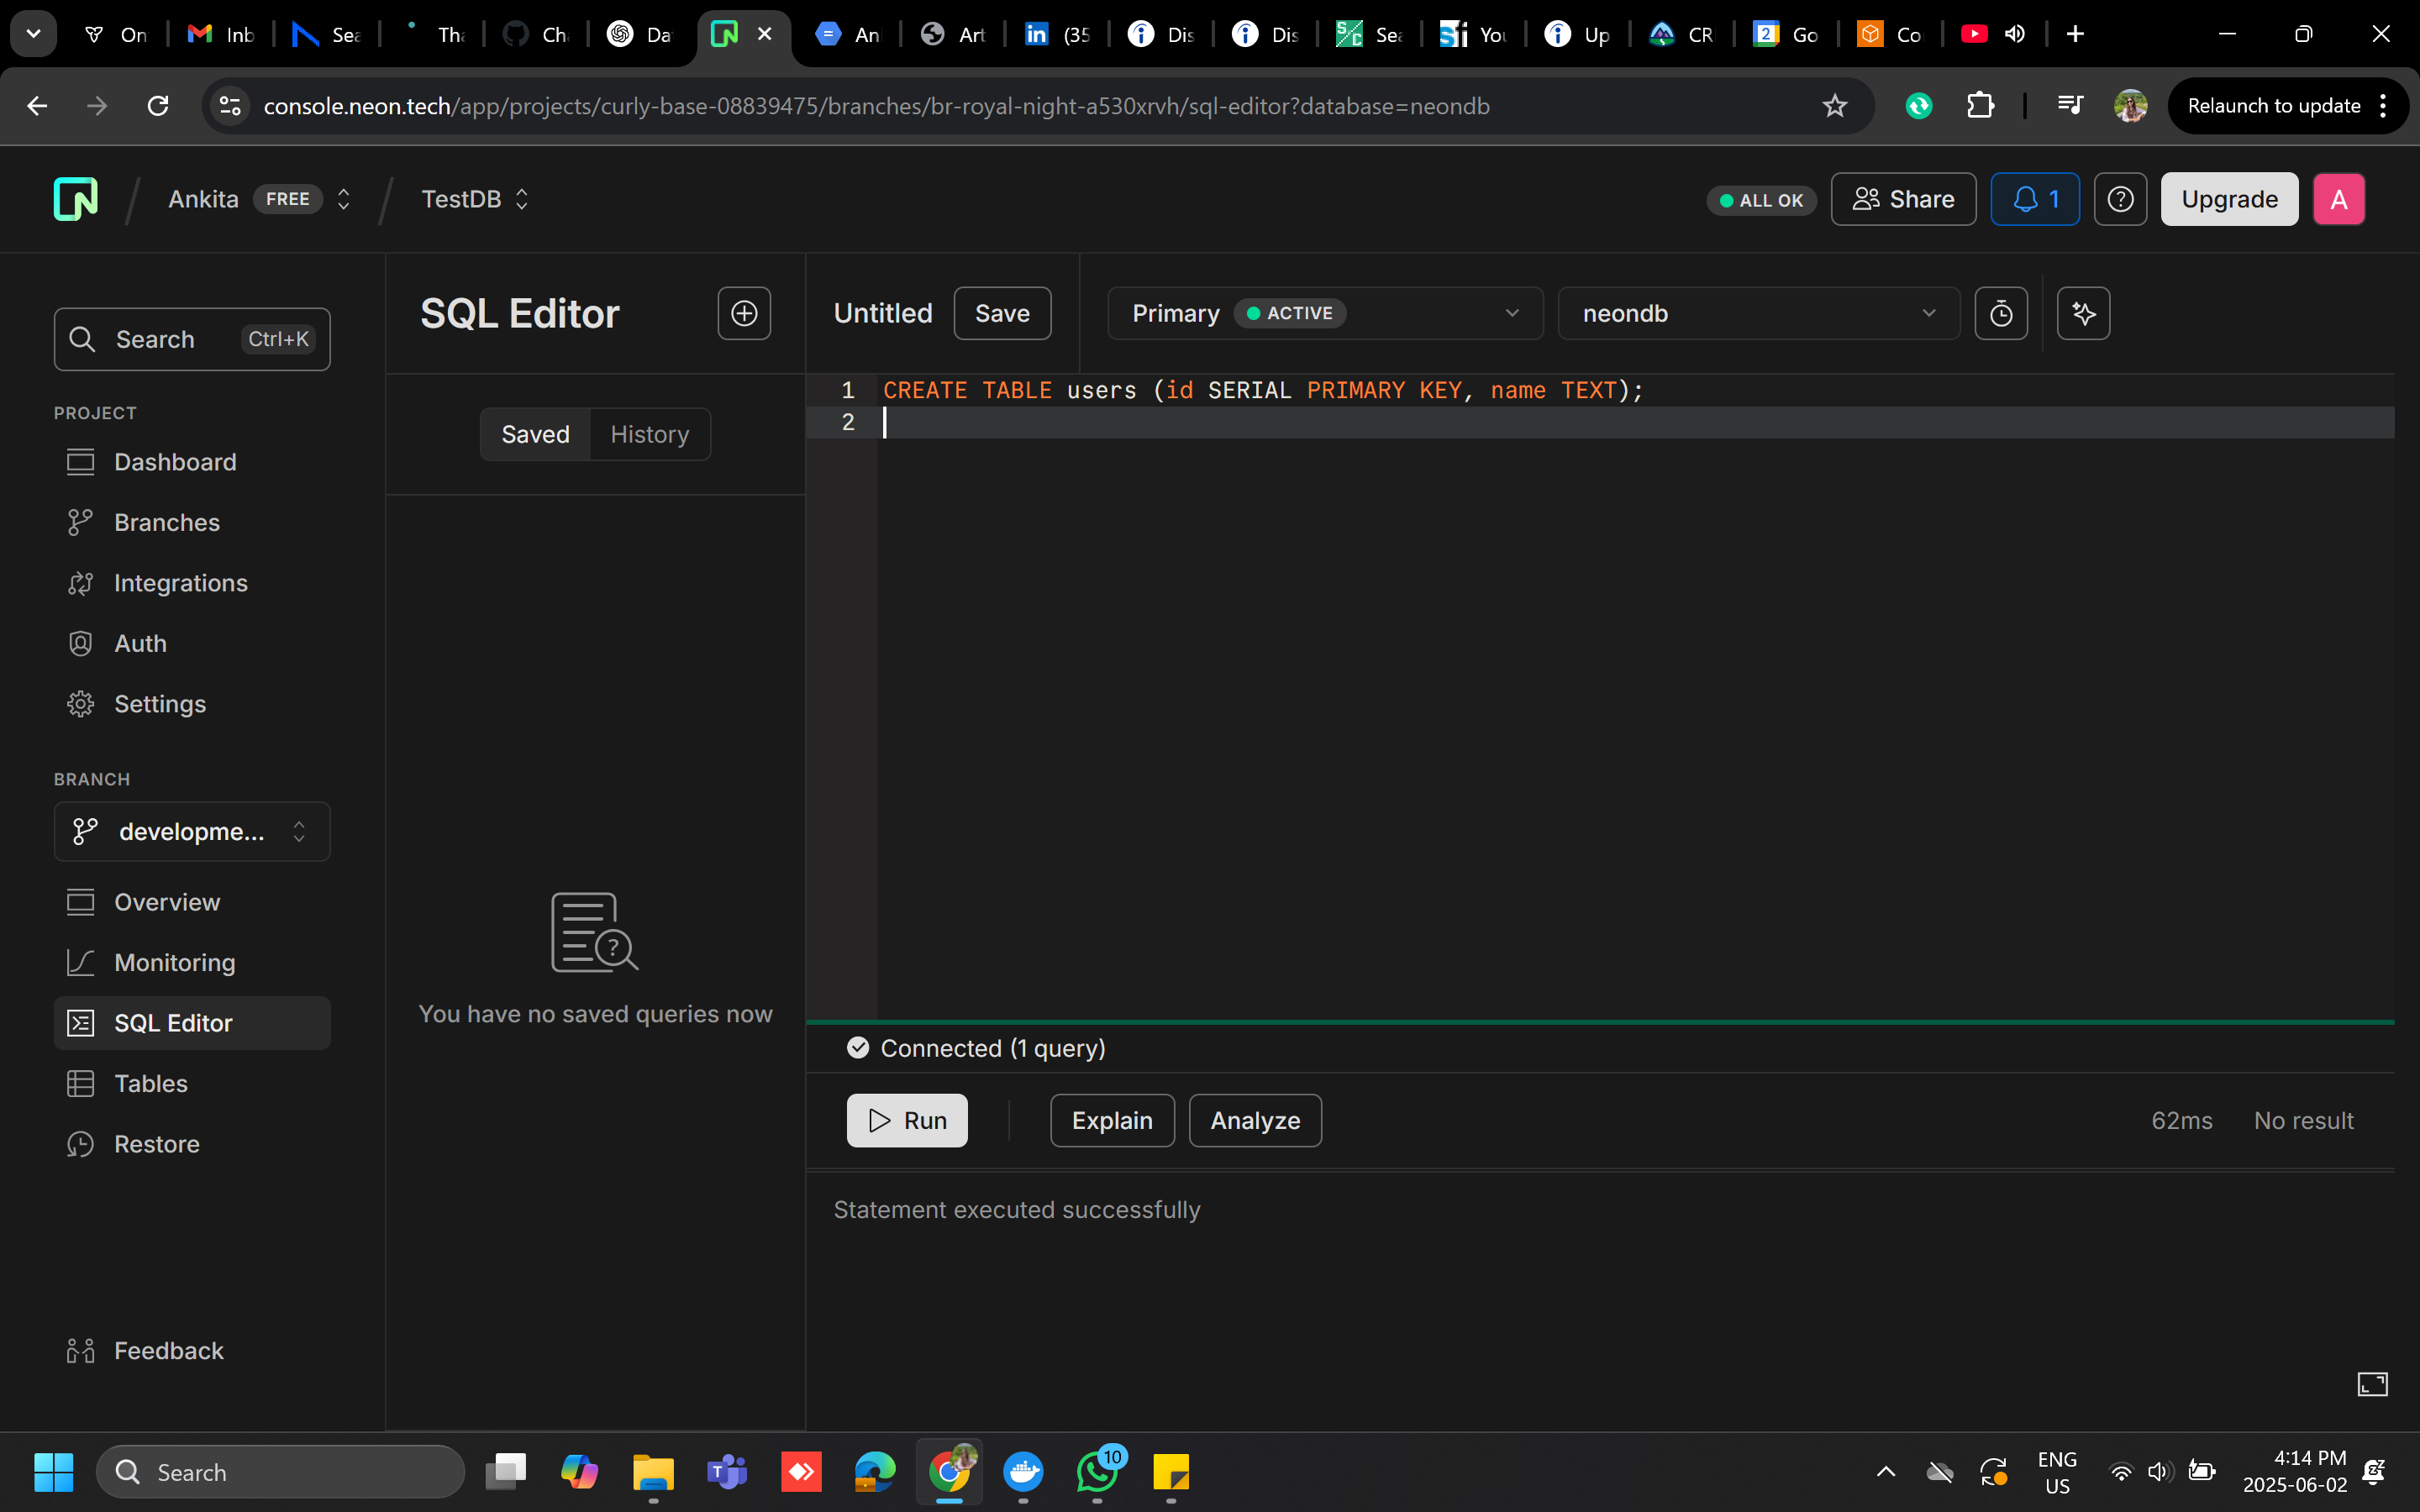 On
Inb
Sea
Tha
Ch
Da
An
Art
in (35
Dis
Dis
S/C Sea
You
Up
CR
2 Go
Co
console.neon.tech/app/projects/curly-base-08839475/branches/br-royal-night-a530xrvh/sql-editor?database=neondb
Relaunch to update
Ankita FREE
TestDB
ALL OK
Share
1
Upgrade
A
Search Ctrl+K
PROJECT
Dashboard
Branches
Integrations
Auth
Settings
BRANCH
developme...
Overview
Monitoring
SQL Editor
Tables
Restore
Feedback
SQL Editor
Saved History
You have no saved queries now
Untitled Save
Primary ACTIVE
neondb
1 CREATE TABLE users (id SERIAL PRIMARY KEY, name TEXT);
2
Connected (1 query)
Run Explain Analyze
62ms No result
Statement executed successfully
Search
10
ENG
US
4:14 PM
2025-06-02